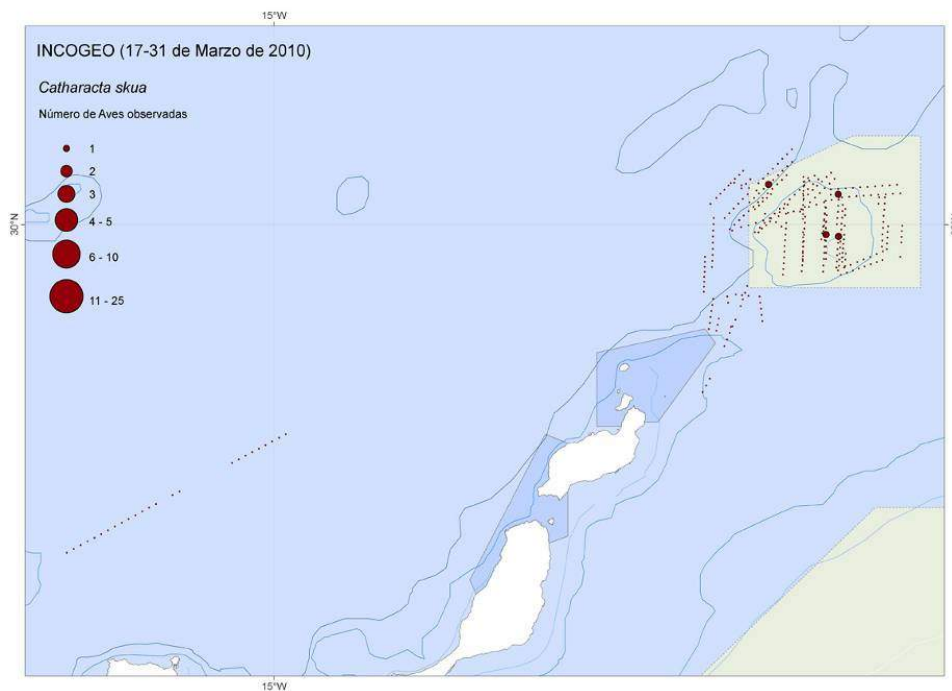 15°W
INCOGEO (17-31 de Marzo de 2010)
Catharacta skua
Número de Aves observadas
1
2
3
4 - 5
6 - 10
11 - 25
30°N
15°W